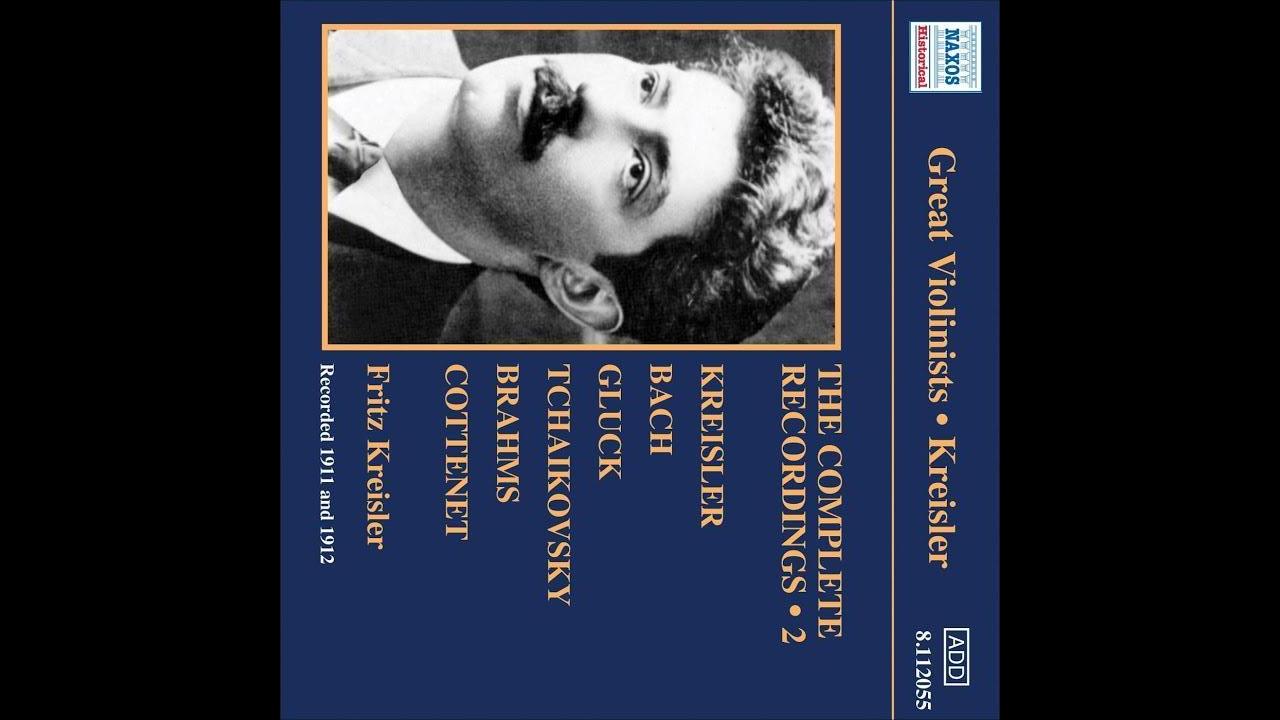 NAXOS
Historical
Great Violinists • Kreisler
ADD
8.112055
THE COMPLETE
RECORDINGS • 2
KREISLER
BACH
GLUCK
TCHAIKOVSKY
BRAHMS
COTTENET
Fritz Kreisler
Recorded 1911 and 1912